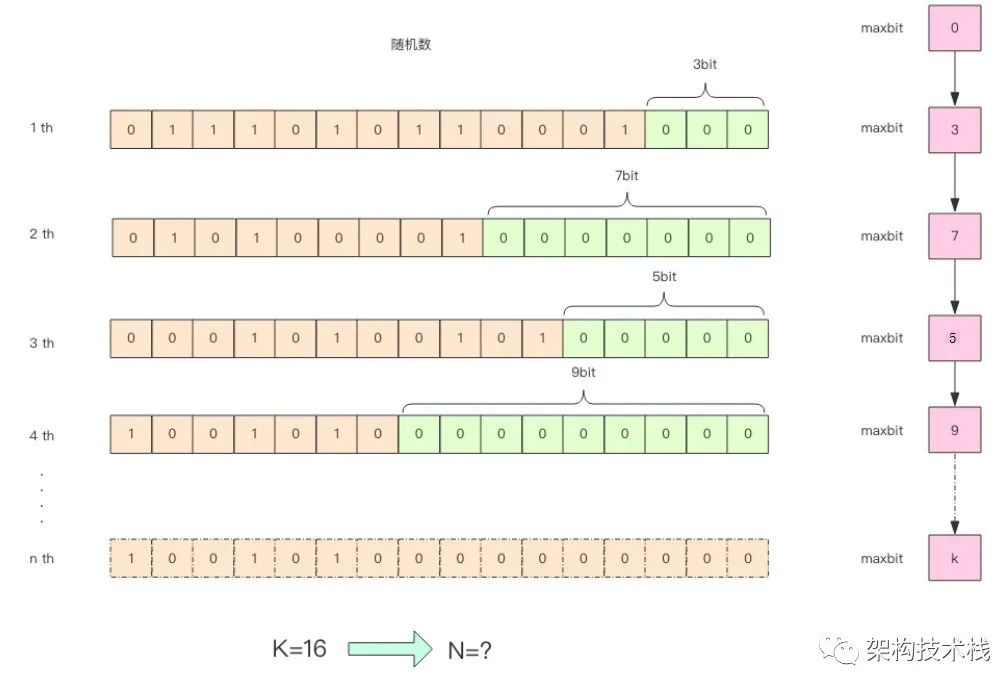 随机数
maxbit 0
3bit
1 th 0 1 1 1 0 1 0 1 1 0 0 0 1 0 0 0 maxbit 3
7bit
2 th 0 1 0 1 0 0 0 0 1 0 0 0 0 0 0 0 maxbit 7
5bit
3 th 0 0 0 1 0 1 0 0 1 0 1 0 0 0 0 0 maxbit 5
9bit
4 th 1 0 0 1 0 1 0 0 0 0 0 0 0 0 0 0 maxbit 9
n th 1 0 0 1 0 1 0 0 0 0 0 0 0 0 0 0 maxbit k
K=16 N=?
架构技术栈